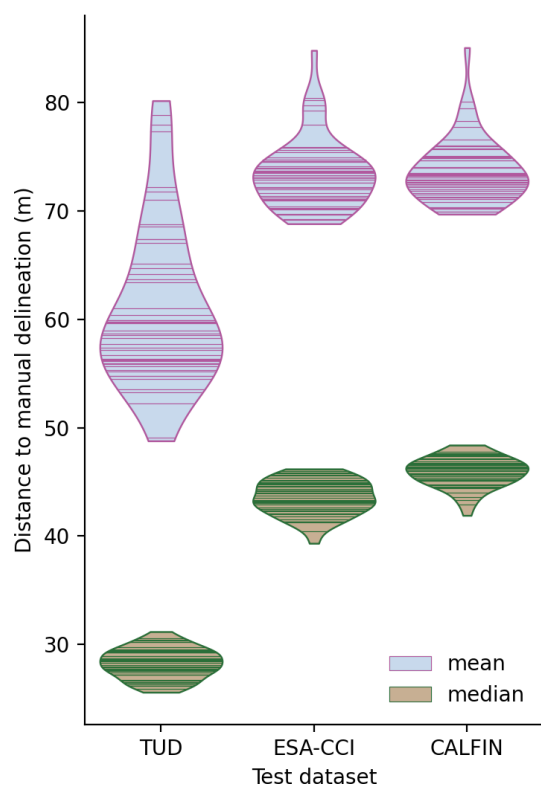 Distance to manual delineation (m)
80
70
60
50
40
30
mean
median
TUD ESA-CCI CALFIN
Test dataset